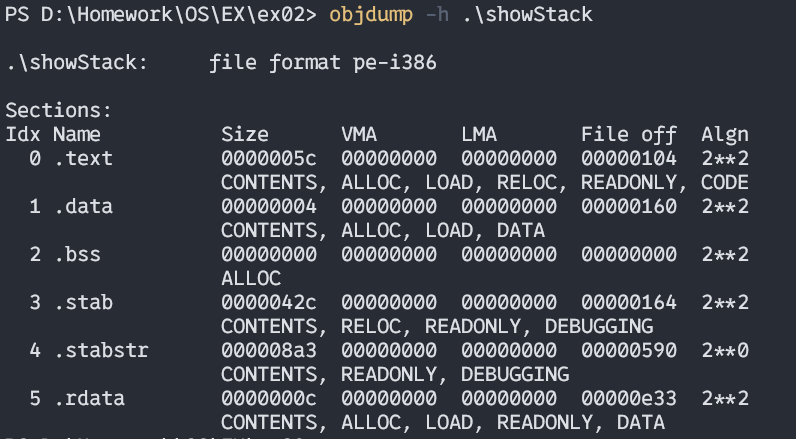 PS D:\Homework\OS\EX\ex02> objdump -h .\showStack
.\showStack:     file format pe-i386
Sections:
Idx Name          Size      VMA       LMA       File off  Algn
  0 .text         0000005c  00000000  00000000  00000104  2**2
                  CONTENTS, ALLOC, LOAD, RELOC, READONLY, CODE
  1 .data         00000004  00000000  00000000  00000160  2**2
                  CONTENTS, ALLOC, LOAD, DATA
  2 .bss          00000000  00000000  00000000  00000000  2**2
                  ALLOC
  3 .stab         0000042c  00000000  00000000  00000164  2**2
                  CONTENTS, RELOC, READONLY, DEBUGGING
  4 .stabstr      000008a3  00000000  00000000  00000590  2**0
                  CONTENTS, READONLY, DEBUGGING
  5 .rdata        0000000c  00000000  00000000  00000e33  2**2
                  CONTENTS, ALLOC, LOAD, READONLY, DATA